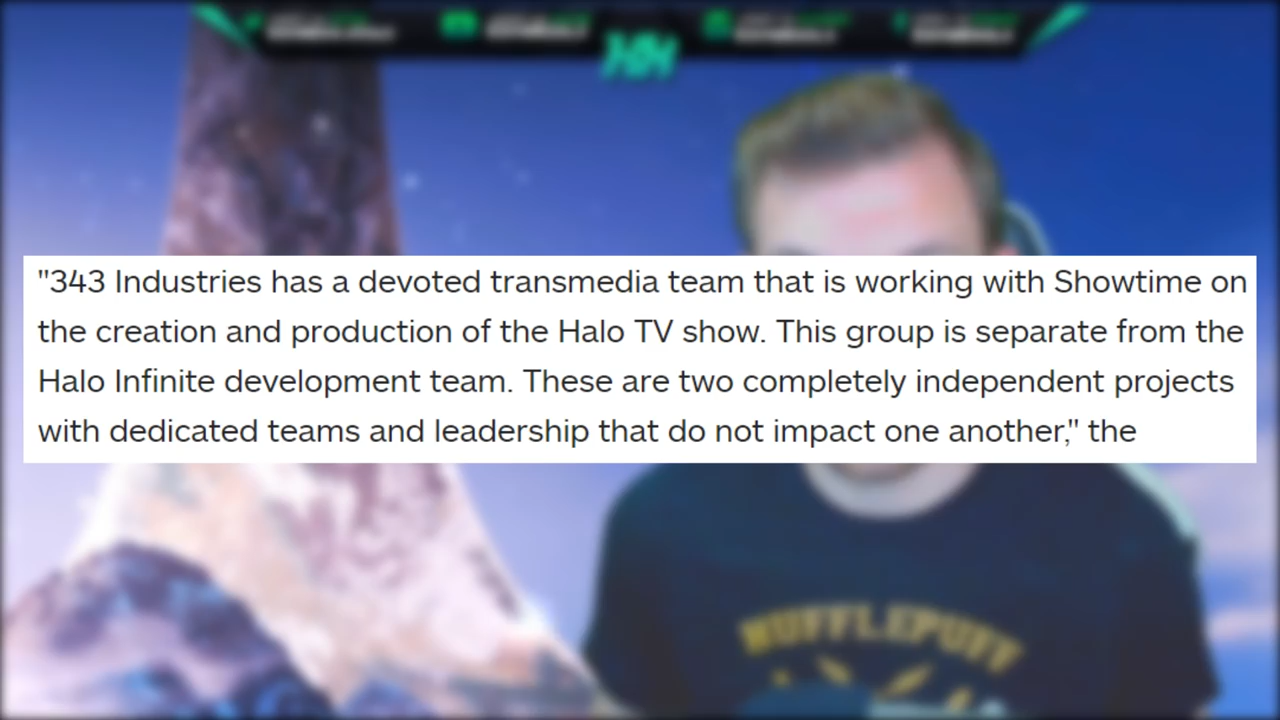 HH
"343 Industries has a devoted transmedia team that is working with Showtime on
the creation and production of the Halo TV show. This group is separate from the
Halo Infinite development team. These are two completely independent projects
with dedicated teams and leadership that do not impact one another," the
HUFFLEPUFF